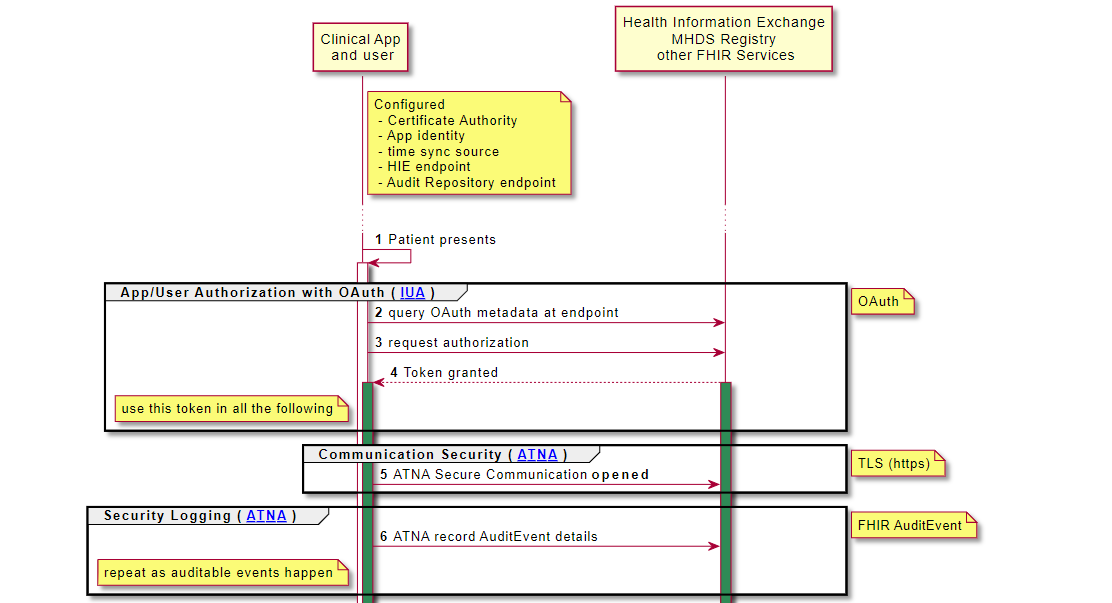 Clinical App
and user
Health Information Exchange
MHDS Registry
other FHIR Services
Configured
- Certificate Authority
- App identity
- time sync source
- HIE endpoint
- Audit Repository endpoint
1 Patient presents
App/User Authorization with OAuth ( IUA )
OAuth
2 query OAuth metadata at endpoint
3 request authorization
4 Token granted
use this token in all the following
Communication Security ( ATNA )
TLS (https)
5 ATNA Secure Communication opened
Security Logging ( ATNA )
FHIR AuditEvent
6 ATNA record AuditEvent details
repeat as auditable events happen